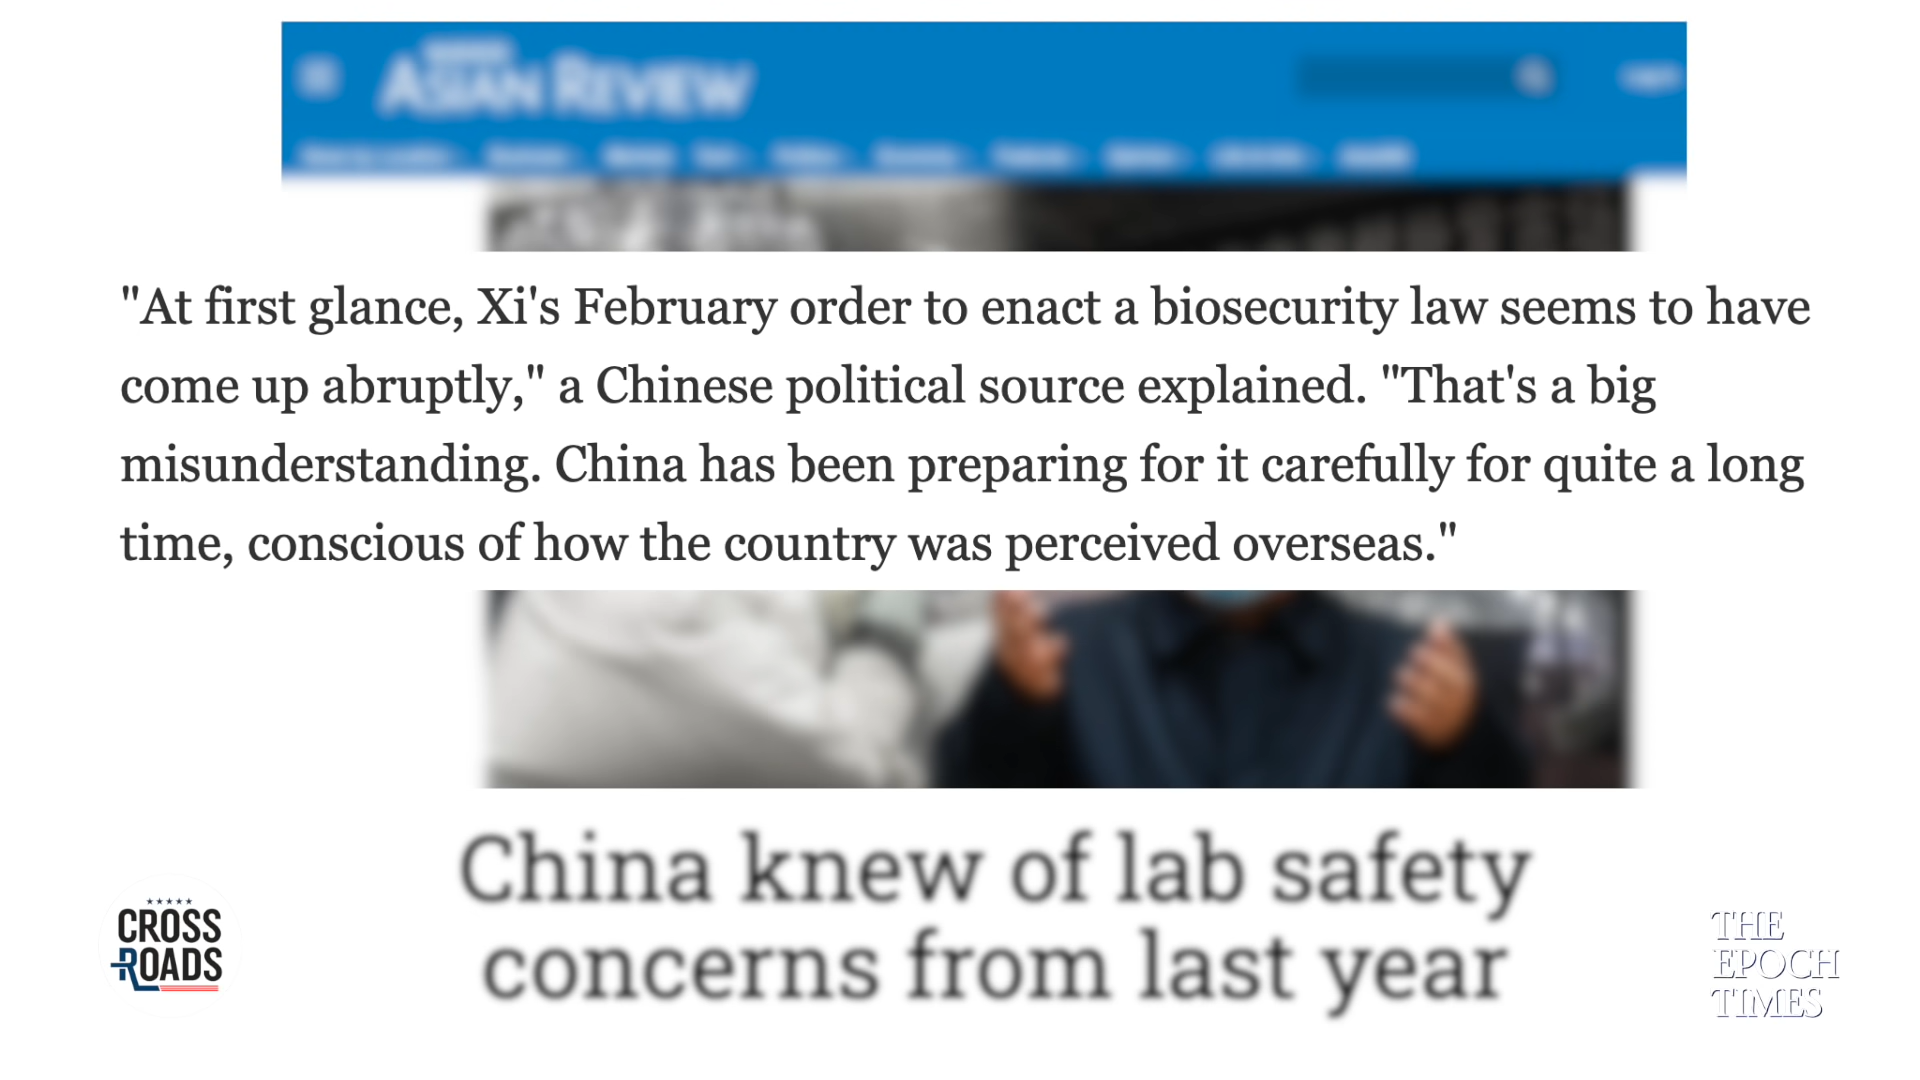 ASIAN REVIEW
"At first glance, Xi's February order to enact a biosecurity law seems to have
come up abruptly," a Chinese political source explained. "That's a big
misunderstanding. China has been preparing for it carefully for quite a long
time, conscious of how the country was perceived overseas."
China knew of lab safety
concerns from last year
CROSS
ROADS
THE
EPOCH
TIMES